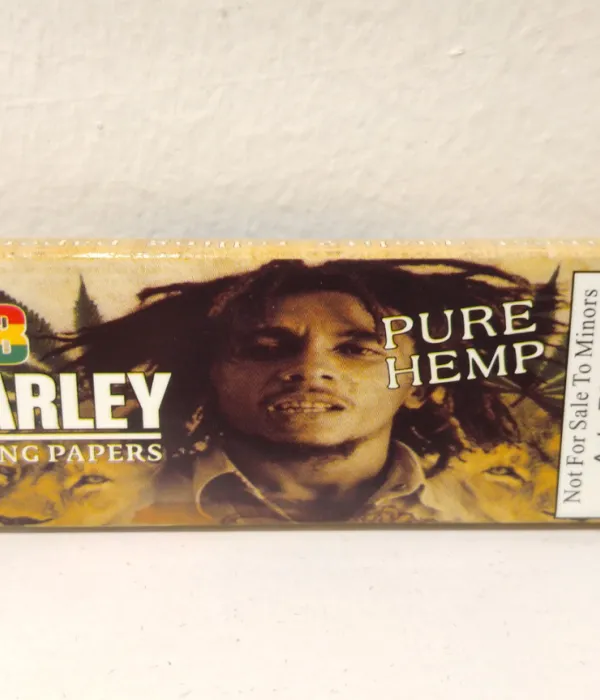 B
ARLEY
NG PAPERS
PURE
HEMP
Not For Sale To Minors